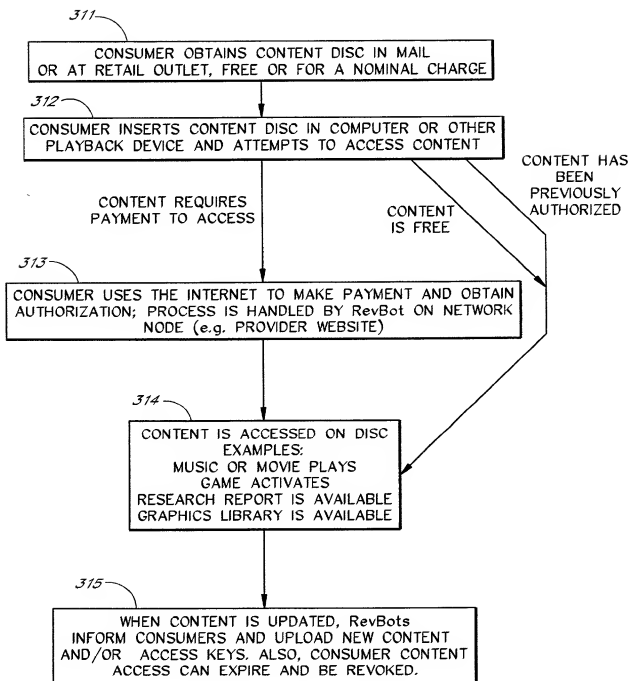 311
CONSUMER OBTAINS CONTENT DISC IN MAIL
OR AT RETAIL OUTLET, FREE OR FOR A NOMINAL CHARGE
312
CONSUMER INSERTS CONTENT DISC IN COMPUTER OR OTHER
PLAYBACK DEVICE AND ATTEMPTS TO ACCESS CONTENT
CONTENT REQUIRES
PAYMENT TO ACCESS
CONTENT
IS FREE
CONTENT HAS
BEEN
PREVIOUSLY
AUTHORIZED
313
CONSUMER USES THE INTERNET TO MAKE PAYMENT AND OBTAIN
AUTHORIZATION; PROCESS IS HANDLED BY RevBot ON NETWORK
NODE (e.g. PROVIDER WEBSITE)
314
CONTENT IS ACCESSED ON DISC
EXAMPLES:
MUSIC OR MOVIE PLAYS
GAME ACTIVATES
RESEARCH REPORT IS AVAILABLE
GRAPHICS LIBRARY IS AVAILABLE
315
WHEN CONTENT IS UPDATED, RevBots
INFORM CONSUMERS AND UPLOAD NEW CONTENT
AND/OR ACCESS KEYS. ALSO, CONSUMER CONTENT
ACCESS CAN EXPIRE AND BE REVOKED.